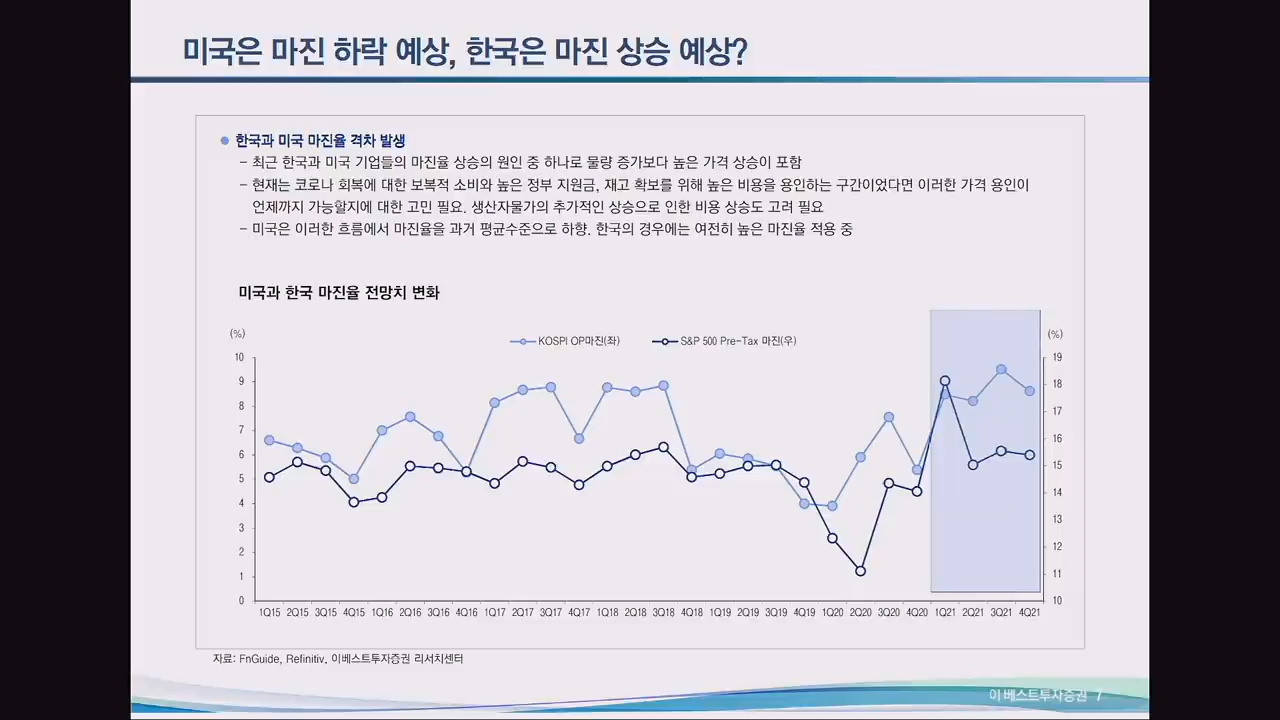 미국은 마진 하락 예상, 한국은 마진 상승 예상?
한국과 미국 마진율 격차 발생
– 최근 한국과 미국 기업들의 마진율 상승의 원인 중 하나로 물량 증가보다 높은 가격 상승이 포함
– 현재는 코로나 회복에 대한 보복적 소비와 높은 정부 지원금, 재고 확보를 위해 높은 비용을 용인하는 구간이었다면 이러한 가격 용인이
언제까지 가능할지에 대한 고민 필요. 생산자물가의 추가적인 상승으로 인한 비용 상승도 고려 필요
– 미국은 이러한 흐름에서 마진율을 과거 평균수준으로 하향. 한국의 경우에는 여전히 높은 마진율 적용 중
미국과 한국 마진율 전망치 변화
(%) (%)
KOSPI OP마진(좌) S&P 500 Pre-Tax 마진(우)
10 19
9 18
8 17
7 16
6 15
5 14
4 13
3 12
2 11
1 10
0
1Q15 2Q15 3Q15 4Q15 1Q16 2Q16 3Q16 4Q16 1Q17 2Q17 3Q17 4Q17 1Q18 2Q18 3Q18 4Q18 1Q19 2Q19 3Q19 4Q19 1Q20 2Q20 3Q20 4Q20 1Q21 2Q21 3Q21 4Q21
자료: FnGuide, Refinitiv, 이베스트투자증권 리서치센터
이베스트투자증권 7